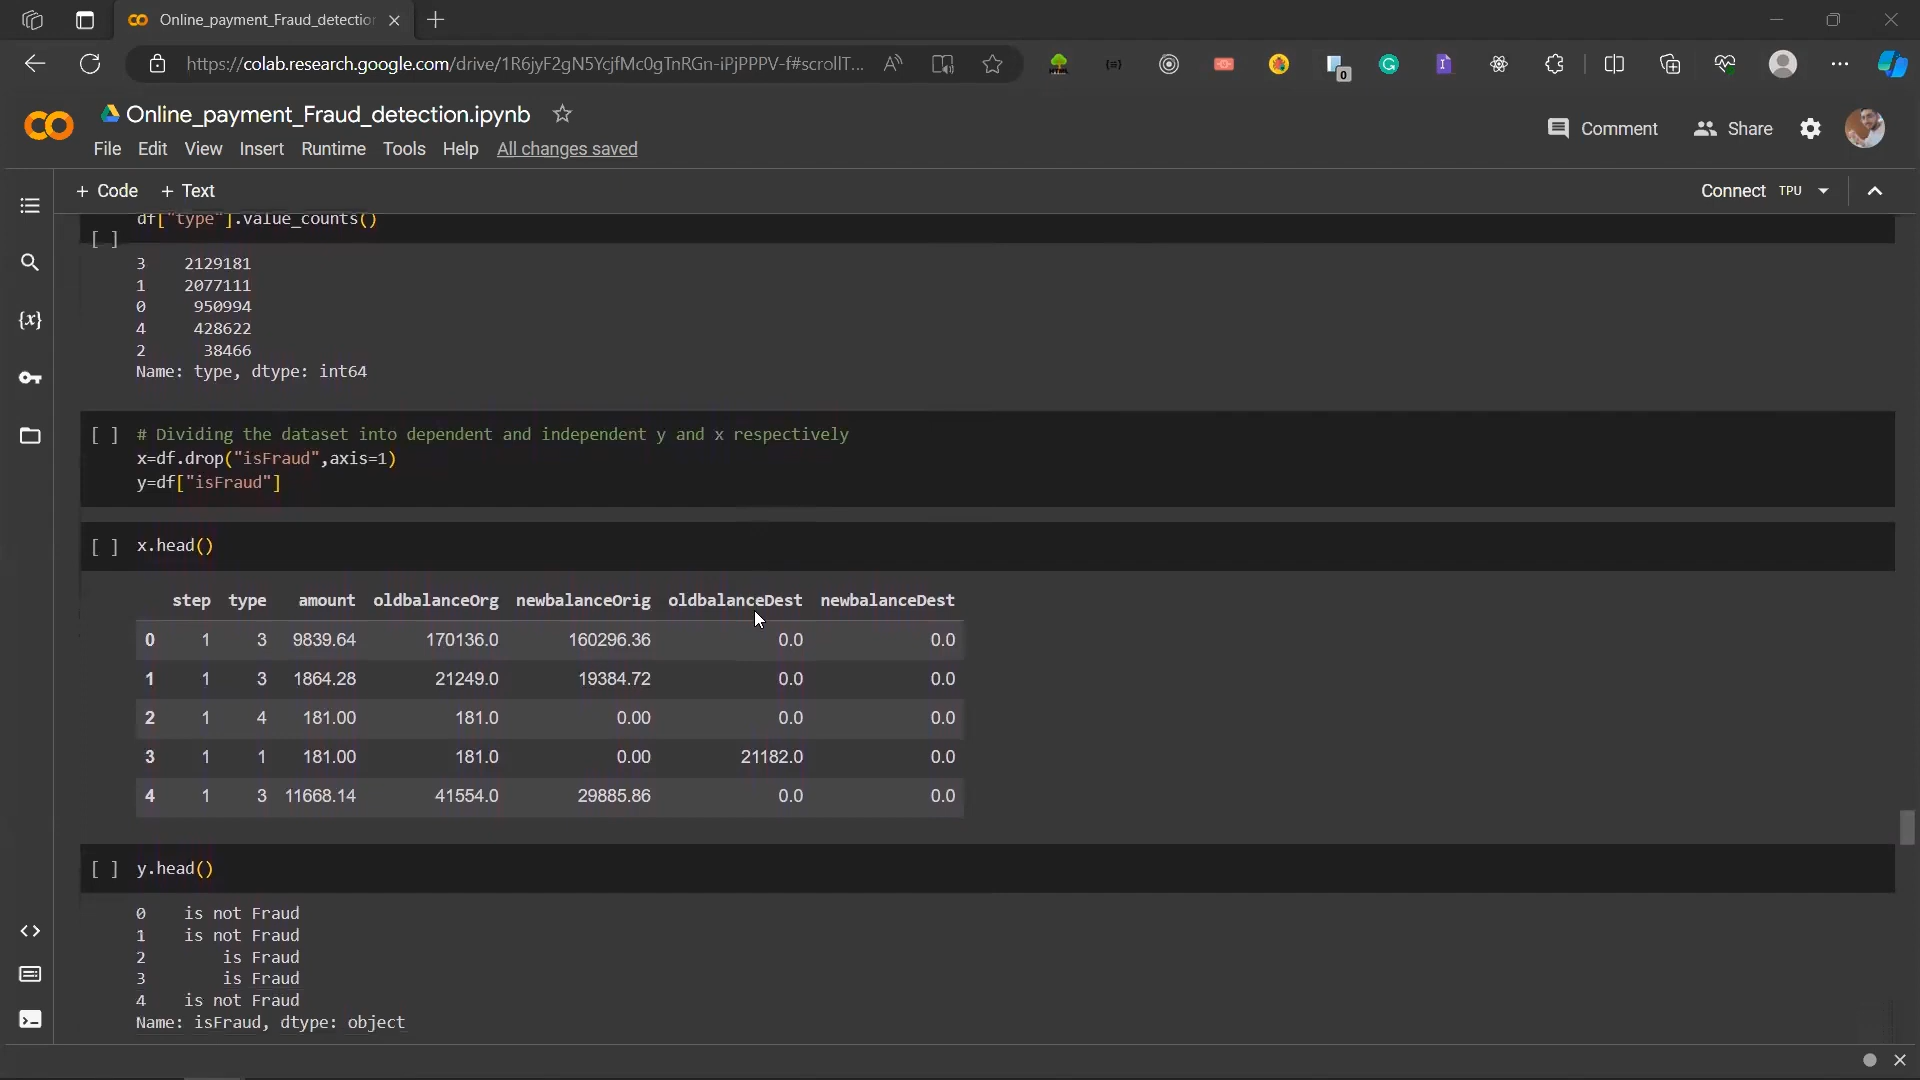 Online_payment_Fraud_detectio
https://colab.research.google.com/drive/1R6jyF2gN5YcjfMc0gTnRGn-iPjPPPV-f#scrollT...
0
Online_payment_Fraud_detection.ipynb
File Edit View Insert Runtime Tools Help All changes saved
Comment Share
+ Code + Text
Connect TPU
df["type"].value_counts()
[ ]
3 2129181
1 2077111
0 950994
4 428622
2 38466
Name: type, dtype: int64
[ ] # Dividing the dataset into dependent and independent y and x respectively
x=df.drop("isFraud",axis=1)
y=df["isFraud"]
[ ] x.head()
step type amount oldbalanceOrg newbalanceOrig oldbalanceDest newbalanceDest
0 1 3 9839.64 170136.0 160296.36 0.0 0.0
1 1 3 1864.28 21249.0 19384.72 0.0 0.0
2 1 4 181.00 181.0 0.00 0.0 0.0
3 1 1 181.00 181.0 0.00 21182.0 0.0
4 1 3 11668.14 41554.0 29885.86 0.0 0.0
[ ] y.head()
0 is not Fraud
1 is not Fraud
2 is Fraud
3 is Fraud
4 is not Fraud
Name: isFraud, dtype: object